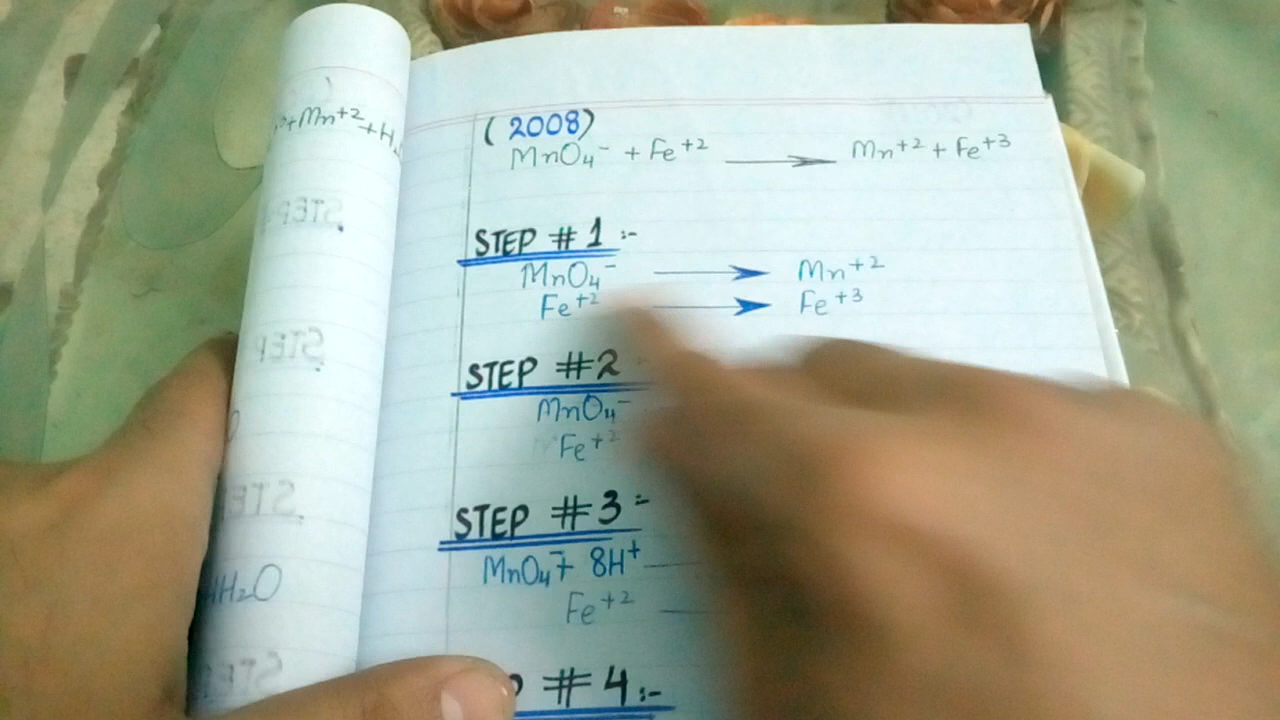 +Mn+2+H
(2008)
MnO4- + Fe+2 ⟶ Mn+2 + Fe+3
STEP #1:-
MnO4- ⟶ Mn+2
Fe+2 ⟶ Fe+3
STEP #2
MnO4-
Fe+2
STEP #3:-
MnO4-+ 8H+
Fe+2
4H2O
#4:-